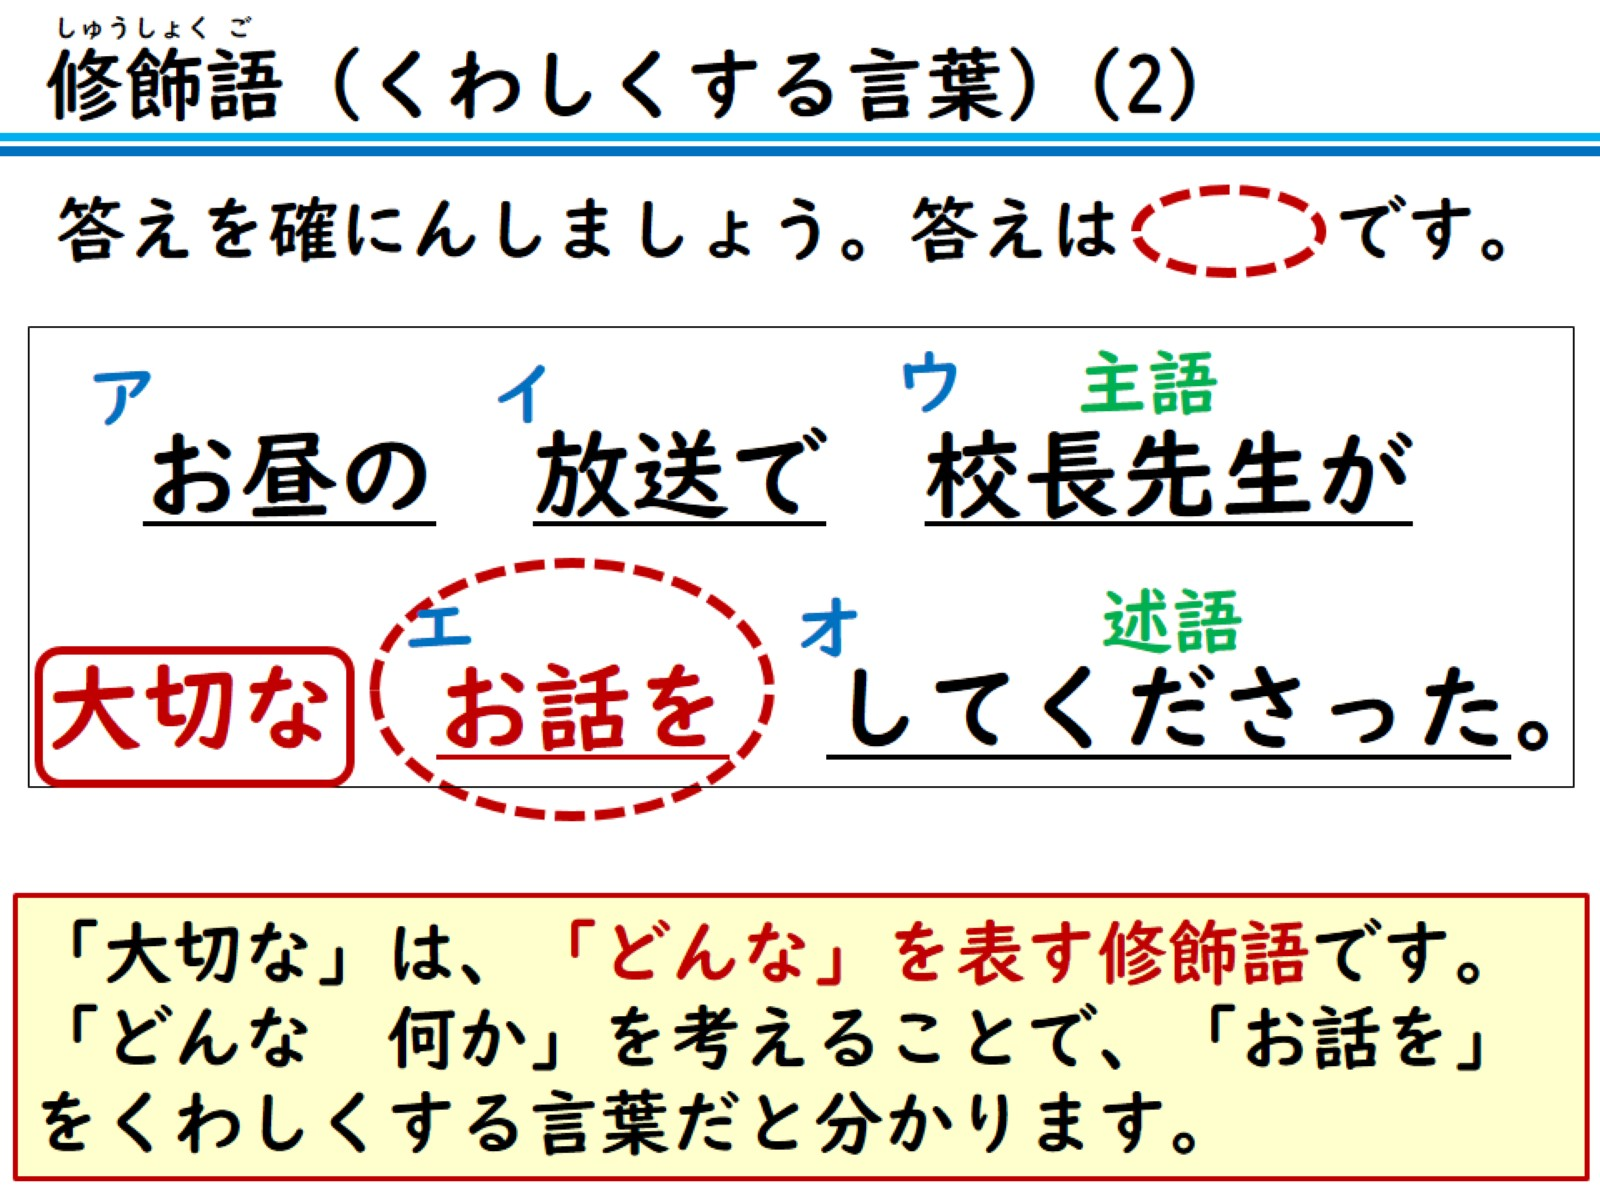 しゅうしょく ご
修飾語（くわしくする言葉）(2)
答えを確にんしましょう。答えは　　　です。
ア　イ　ウ　主語
お昼の　放送で　校長先生が
エ　オ　述語
大切な　お話を　してくださった。
「大切な」は、「どんな」を表す修飾語です。
「どんな　何か」を考えることで、「お話を」
をくわしくする言葉だと分かります。